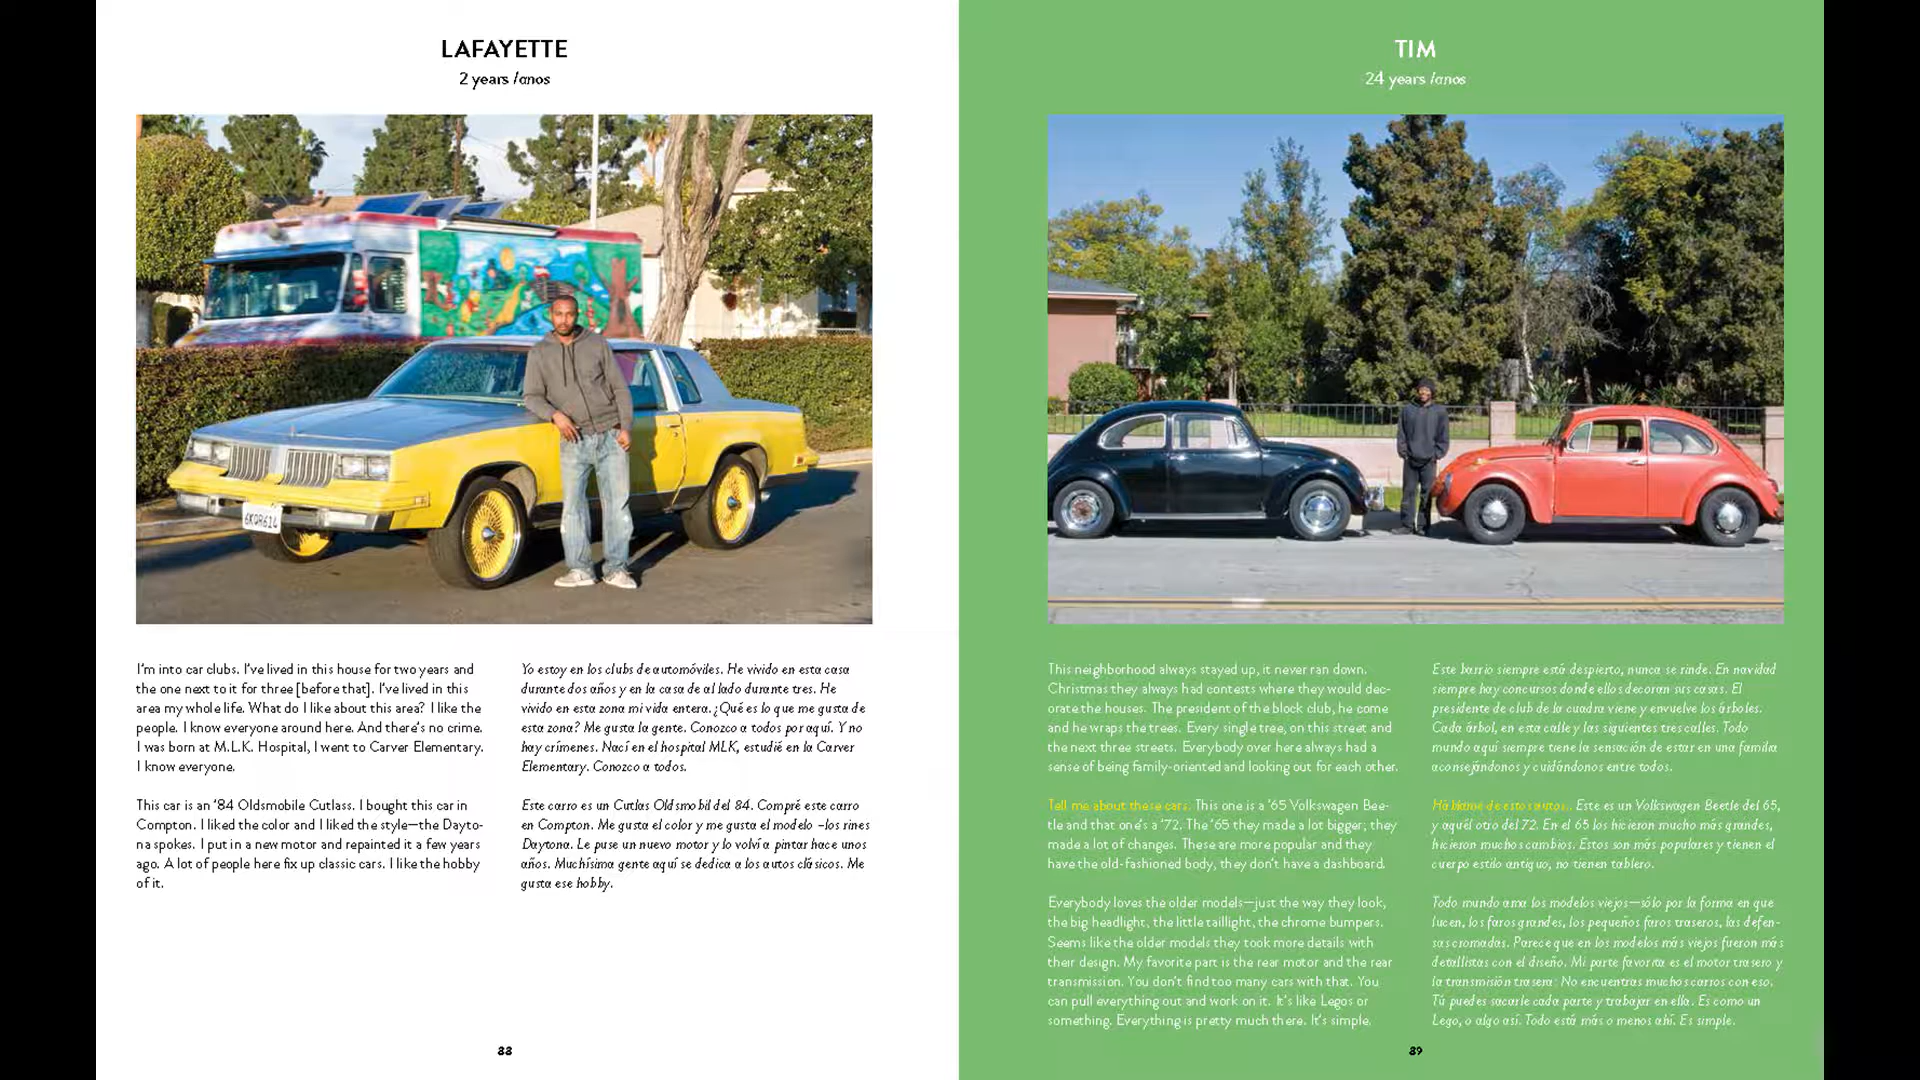 LAFAYETTE
2 years /anos
6KQR614
I'm into car clubs. I've lived in this house for two years and
the one next to it for three [before that]. I've lived in this
area my whole life. What do I like about this area? I like the
people. I know everyone around here. And there's no crime.
I was born at M.L.K. Hospital, I went to Carver Elementary.
I know everyone.
This car is an '84 Oldsmobile Cutlass. I bought this car in
Compton. I liked the color and I liked the style—the Dayto-
na spokes. I put in a new motor and repainted it a few years
ago. A lot of people here fix up classic cars. I like the hobby
of it.
Yo estoy en los clubs de automóviles. He vivido en esta casa
durante dos años y en la casa de al lado durante tres. He
vivido en esta zona mi vida entera. ¿Qué es lo que me gusta de
esta zona? Me gusta la gente. Conozco a todos por aquí. Y no
hay crímenes. Nací en el hospital MLK, estudié en la Carver
Elementary. Conozco a todos.
Este carro es un Cutlas Oldsmobil del 84. Compré este carro
en Compton. Me gusta el color y me gusta el modelo –los rines
Daytona. Le puse un nuevo motor y lo volví a pintar hace unos
años. Muchísima gente aquí se dedica a los autos clásicos. Me
gusta ese hobby.
88
TIM
24 years /anos
This neighborhood always stayed up, it never ran down.
Christmas they always had contests where they would dec-
orate the houses. The president of the block club, he come
and he wraps the trees. Every single tree, on this street and
the next three streets. Everybody over here always had a
sense of being family-oriented and looking out for each other.
Tell me about these cars. This one is a '65 Volkswagen Bee-
tle and that one's a '72. The '65 they made a lot bigger; they
made a lot of changes. These are more popular and they
have the old-fashioned body, they don't have a dashboard.
Everybody loves the older models—just the way they look,
the big headlight, the little taillight, the chrome bumpers.
Seems like the older models they took more details with
their design. My favorite part is the rear motor and the rear
transmission. You don't find too many cars with that. You
can pull everything out and work on it. It's like Legos or
something. Everything is pretty much there. It's simple.
Este barrio siempre está despierto, nunca se rinde. En navidad
siempre hay concursos donde ellos decoran sus casas. El
presidente de club de la cuadra viene y envuelve los árboles.
Cada árbol, en esta calle y las siguientes tres calles. Todo
mundo aquí siempre tiene la sensación de estar en una familia
aconsejándonos y cuidándonos entre todos.
Háblame de estos autos.. Este es un Volkswagen Beetle del 65,
y aquél otro del 72. En el 65 los hicieron mucho más grandes,
hicieron muchos cambios. Estos son más populares y tienen el
cuerpo estilo antiguo, no tienen tablero.
Todo mundo ama los modelos viejos—sólo por la forma en que
lucen, los faros grandes, los pequeños faros traseros, las defen-
sas cromadas. Parece que en los modelos más viejos fueron más
detallistas con el diseño. Mi parte favorita es el motor trasero y
la transmisión trasera. No encuentras muchos carros con eso.
Tú puedes sacarle cada parte y trabajar en ella. Es como un
Lego, o algo así. Todo está más o menos ahí. Es simple.
89